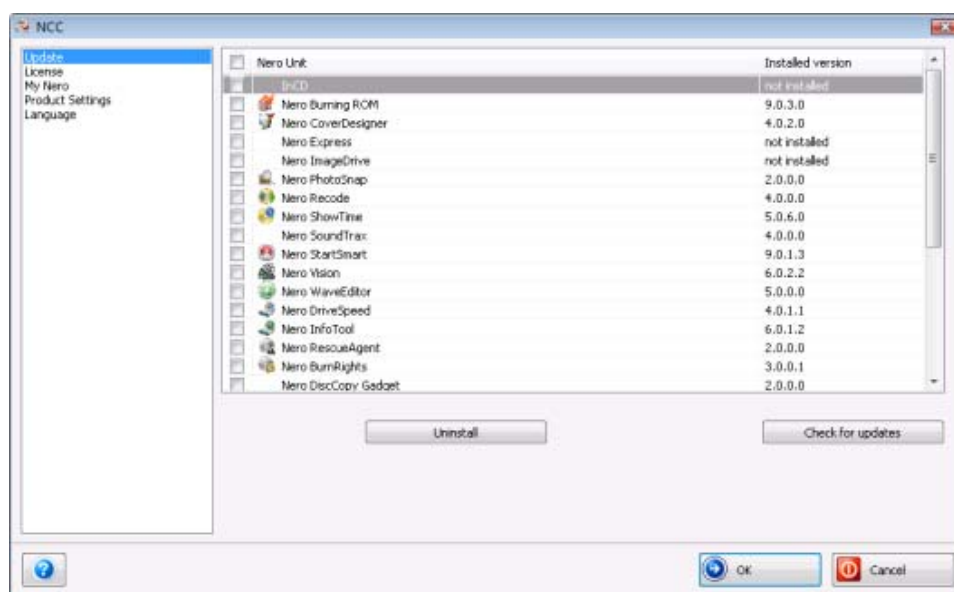 NCC
Update
License
My Nero
Product Settings
Language
Nero Unit Installed version
InCD not installed
Nero Burning ROM 9.0.3.0
Nero CoverDesigner 4.0.2.0
Nero Express not installed
Nero ImageDrive not installed
Nero PhotoSnap 2.0.0.0
Nero Recode 4.0.0.0
Nero ShowTime 5.0.6.0
Nero SoundTrax 4.0.0.0
Nero StartSmart 9.0.1.3
Nero Vision 6.0.2.2
Nero WaveEditor 5.0.0.0
Nero DriveSpeed 4.0.1.1
Nero InfoTool 6.0.1.2
Nero RescueAgent 2.0.0.0
Nero BurnRights 3.0.0.1
Nero DiscCopy Gadget 2.0.0.0
Uninstall
Check for updates
OK
Cancel